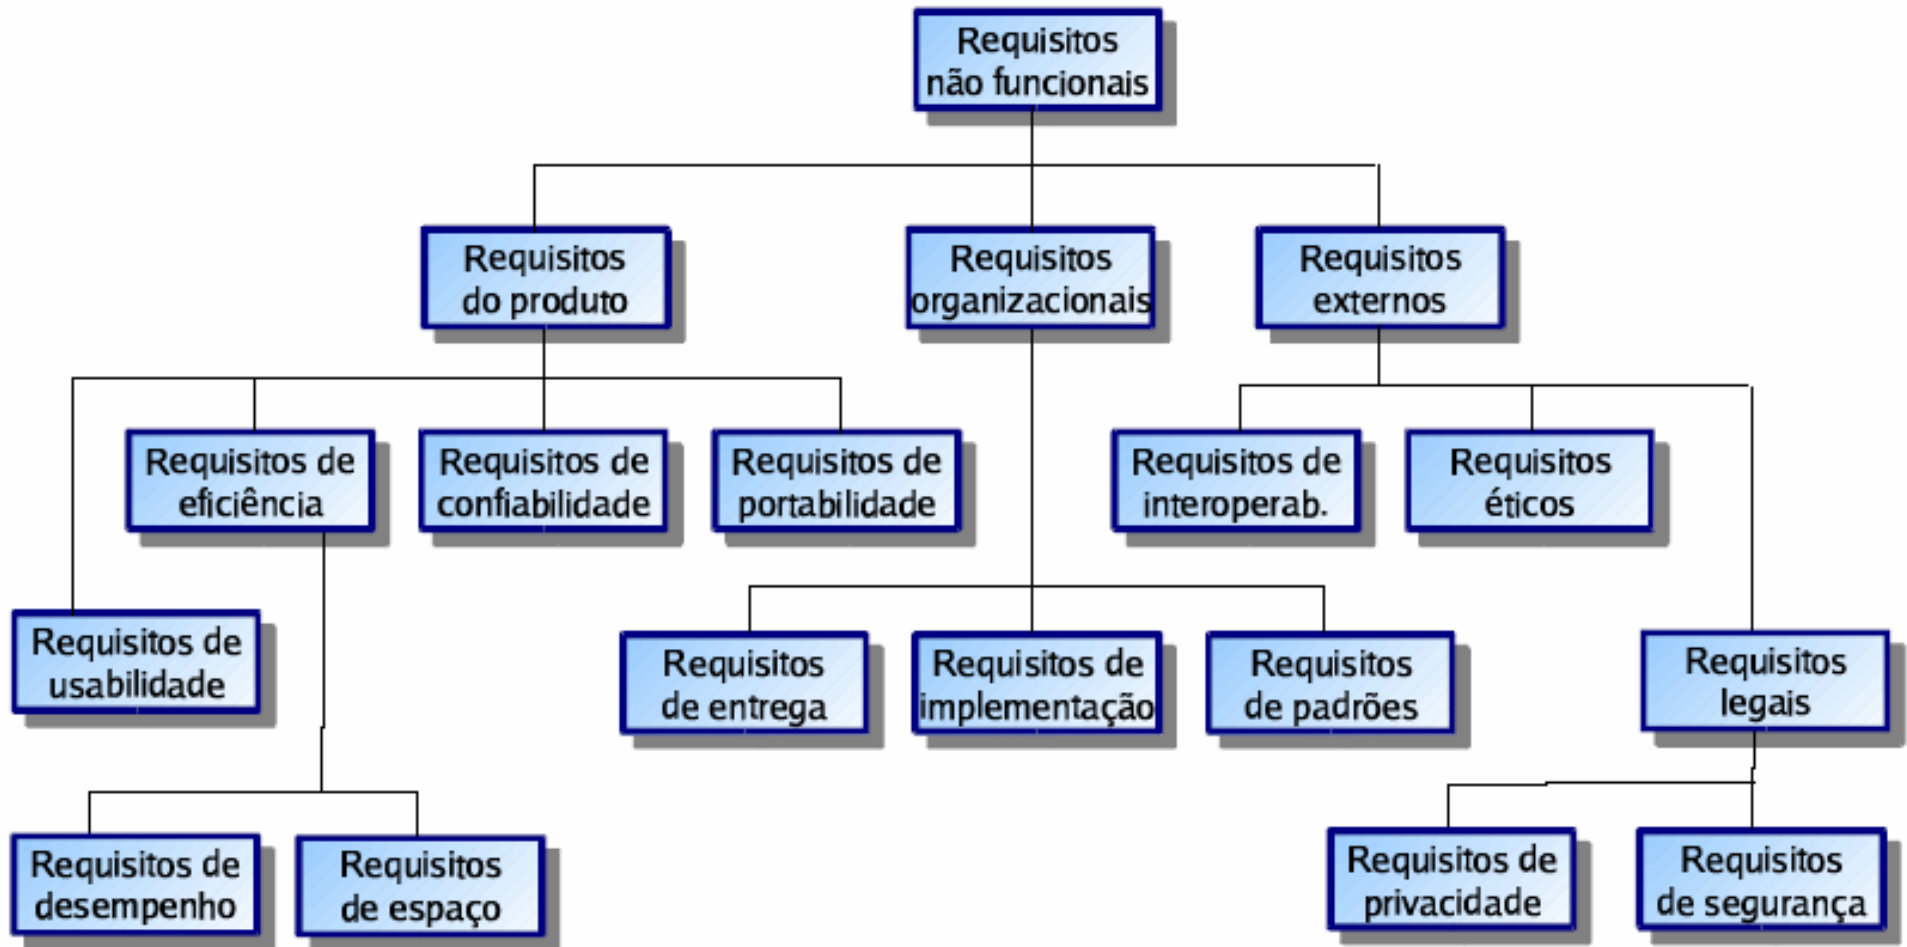 Requisitos
não funcionais
Requisitos
do produto
Requisitos
organizacionais
Requisitos
externos
Requisitos de
eficiência
Requisitos de
confiabilidade
Requisitos de
portabilidade
Requisitos de
interoperab.
Requisitos
éticos
Requisitos de
usabilidade
Requisitos
de entrega
Requisitos de
implementação
Requisitos
de padrões
Requisitos
legais
Requisitos de
desempenho
Requisitos
de espaço
Requisitos de
privacidade
Requisitos
de segurança